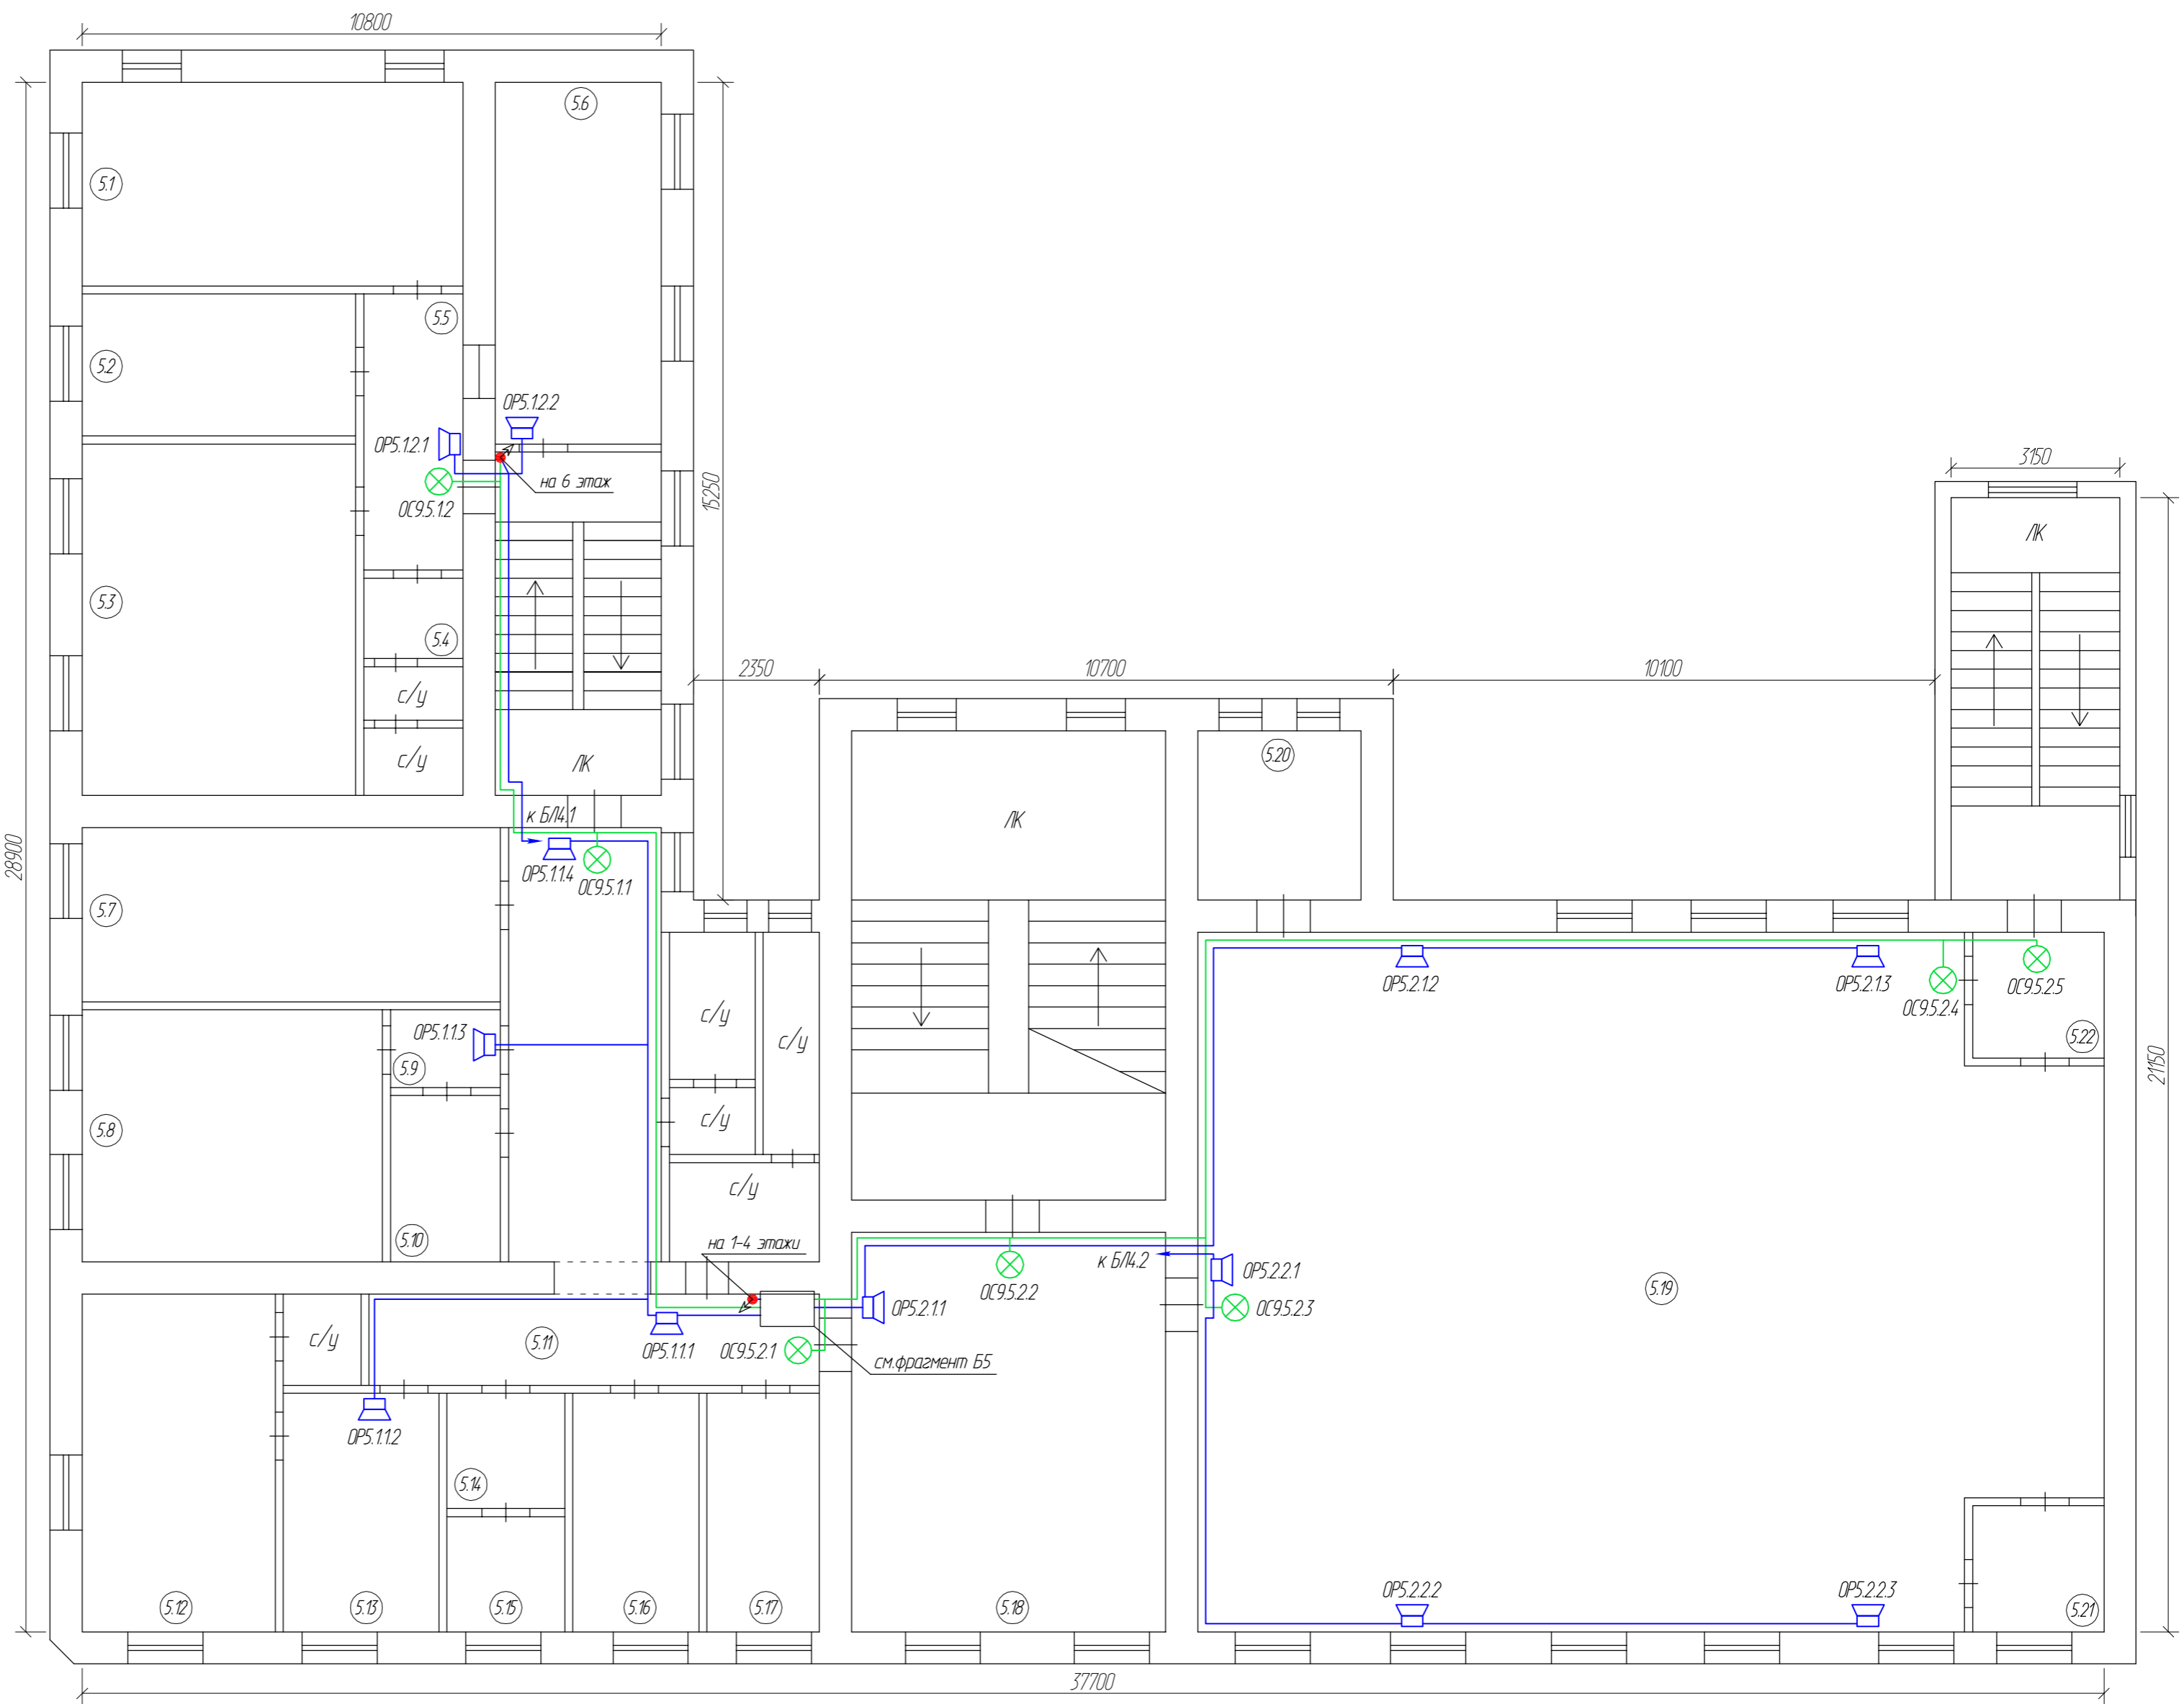 10800
5.6
5.1
5.5
5.2
ОР5.1.2.2
ОР5.1.2.1
на 6 этаж
ОС9.5.1.2
15250
3150
ЛК
5.3
5.4
с/у
2350
10700
10100
с/у
ЛК
5.20
к БЛ4.1
ЛК
28900
ОР5.1.1.4
ОС9.5.1.1
5.7
ОР5.2.1.2
ОР5.2.1.3
ОС9.5.2.5
ОС9.5.2.4
с/у
ОР5.1.1.3
с/у
5.22
5.9
21150
с/у
5.8
с/у
5.10
на 1-4 этажи
к БЛ4.2
ОР5.2.2.1
5.19
ОС9.5.2.2
ОР5.2.1.1
ОС9.5.2.3
с/у
5.11
ОР5.1.1.1
ОС9.5.2.1
см.фрагмент Б5
ОР5.1.1.2
5.14
ОР5.2.2.2
ОР5.2.2.3
5.12
5.13
5.15
5.16
5.17
5.18
5.21
37700